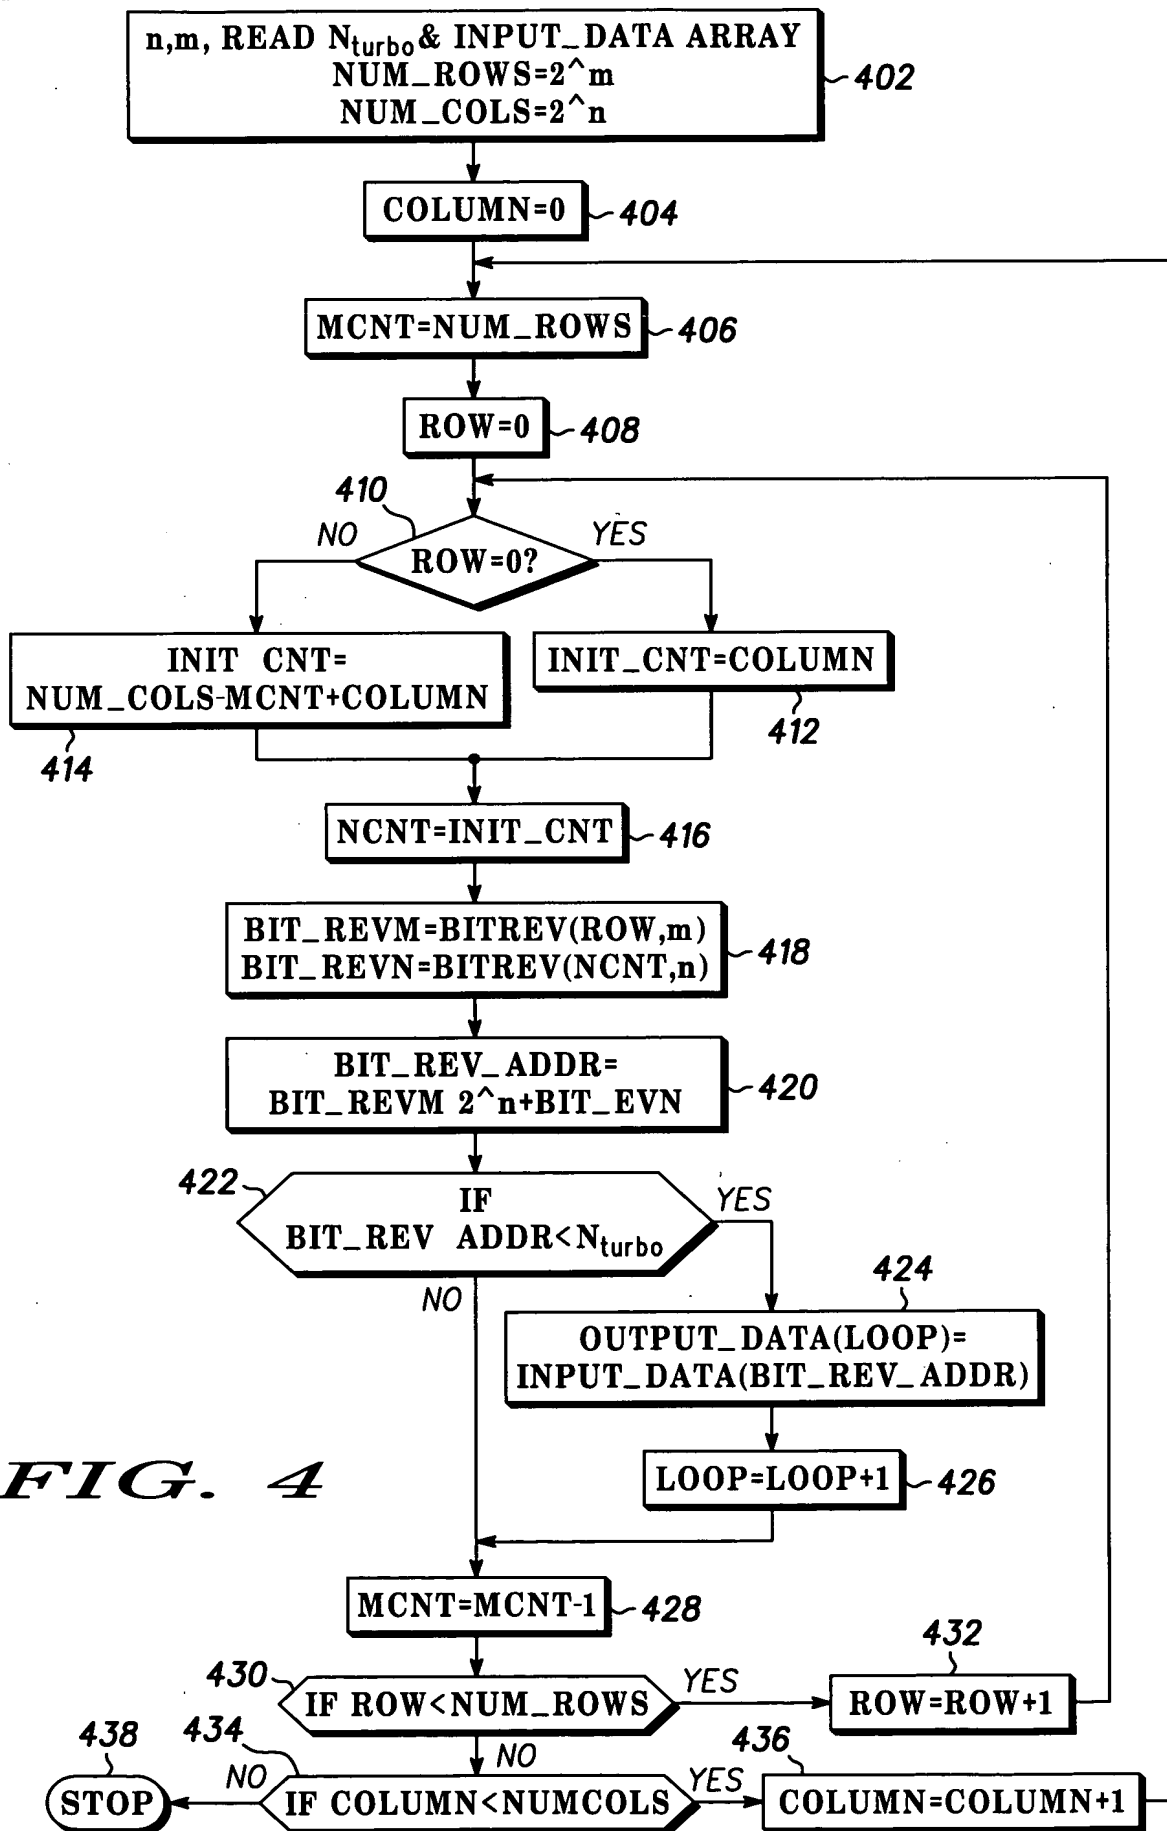 n,m, READ Nturbo & INPUT_DATA ARRAY
NUM_ROWS=2^m
NUM_COLS=2^n
402
COLUMN=0
404
MCNT=NUM_ROWS
406
ROW=0
408
410
NO
YES
ROW=0?
INIT CNT=
NUM_COLS-MCNT+COLUMN
414
INIT_CNT=COLUMN
412
NCNT=INIT_CNT
416
BIT_REVM=BITREV(ROW,m)
BIT_REVN=BITREV(NCNT,n)
418
BIT_REV_ADDR=
BIT_REVM 2^n+BIT_EVN
420
422
IF
BIT_REV ADDR<Nturbo
YES
NO
424
OUTPUT_DATA(LOOP)=
INPUT_DATA(BIT_REV_ADDR)
LOOP=LOOP+1
426
FIG. 4
MCNT=MCNT-1
428
430
IF ROW<NUM_ROWS
YES
432
ROW=ROW+1
NO
438
STOP
434
NO
IF COLUMN<NUMCOLS
YES
436
COLUMN=COLUMN+1